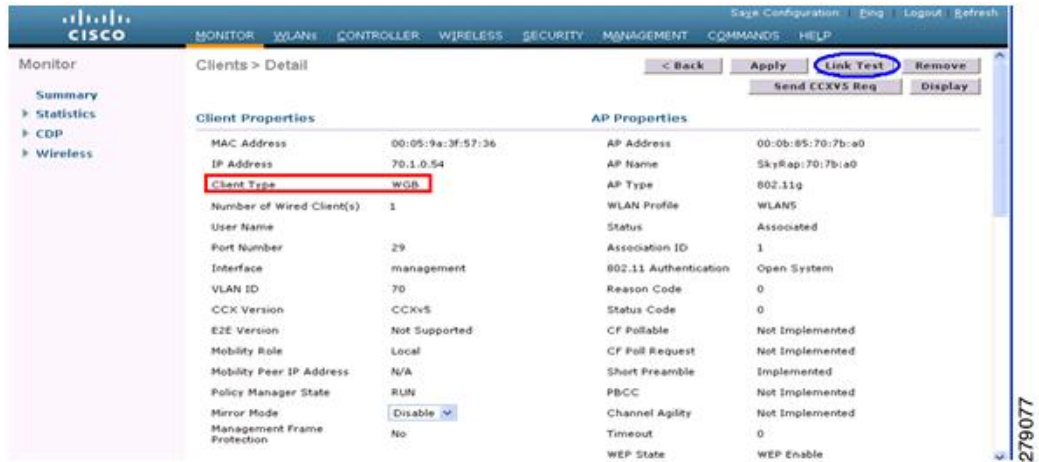 Save Configuration | Ping | Logout | Refresh
CISCO
MONITOR WLANs CONTROLLER WIRELESS SECURITY MANAGEMENT COMMANDS HELP
Monitor
Summary
Statistics
CDP
Wireless
Clients > Detail
< Back Apply Link Test Remove
Send CCXV5 Req Display
Client Properties
MAC Address 00:05:9a:3f:57:36
IP Address 70.1.0.54
Client Type WGB
Number of Wired Client(s) 1
User Name
Port Number 29
Interface management
VLAN ID 70
CCX Version CCXv5
E2E Version Not Supported
Mobility Role Local
Mobility Peer IP Address N/A
Policy Manager State RUN
Mirror Mode Disable
Management Frame
Protection No
AP Properties
AP Address 00:0b:85:70:7b:a0
AP Name SkyRap:70:7b:a0
AP Type 802.11g
WLAN Profile WLAN5
Status Associated
Association ID 1
802.11 Authentication Open System
Reason Code 0
Status Code 0
CF Pollable Not Implemented
CF Poll Request Not Implemented
Short Preamble Implemented
PBCC Not Implemented
Channel Agility Not Implemented
Timeout 0
WEP State WEP Enable
279077